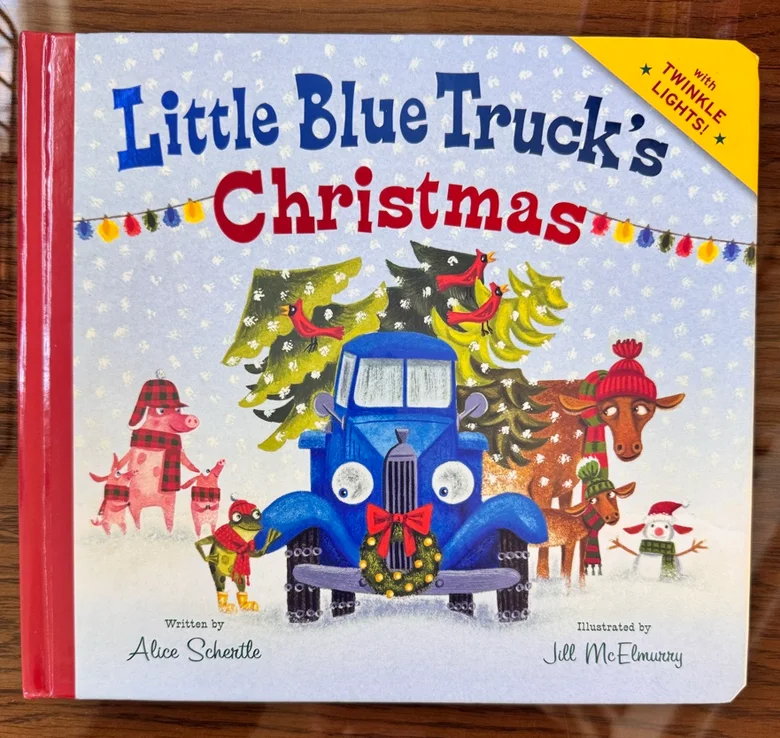 Little Blue Truck's
Christmas
with
TWINKLE
LIGHTS!
Written by
Alice Schertle
Illustrated by
Jill McElmurry